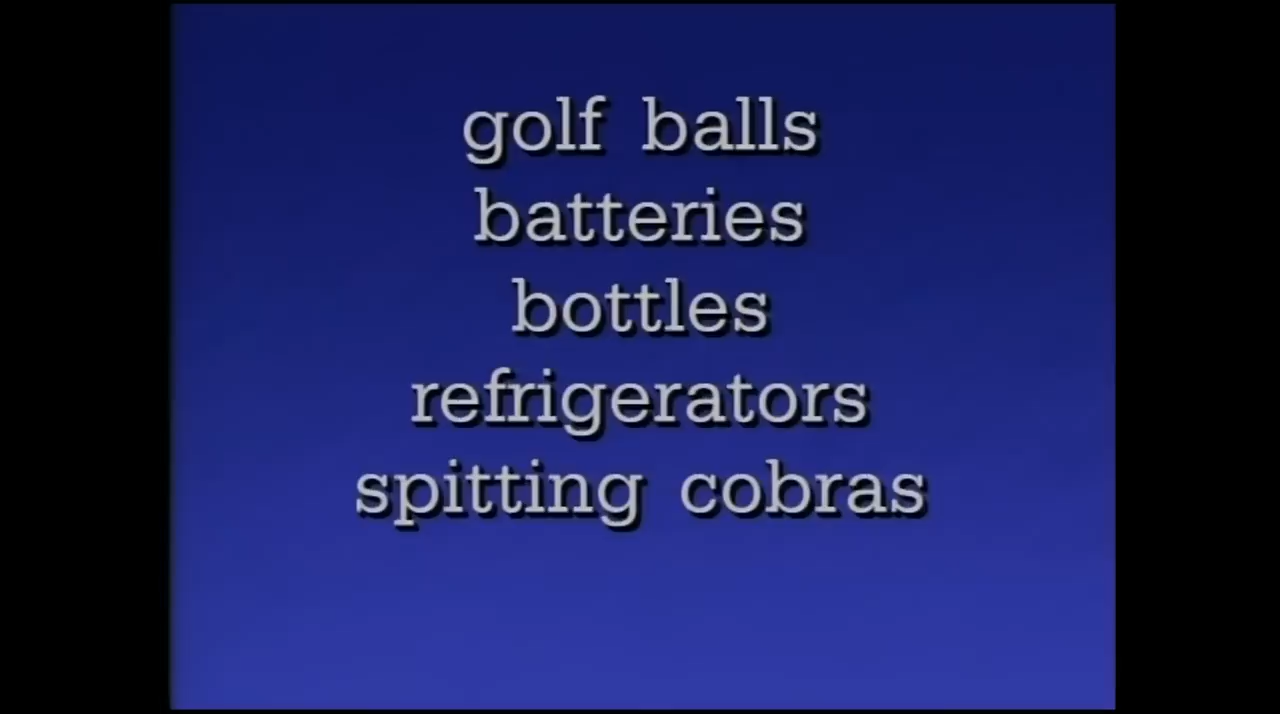 golf balls
batteries
bottles
refrigerators
spitting cobras